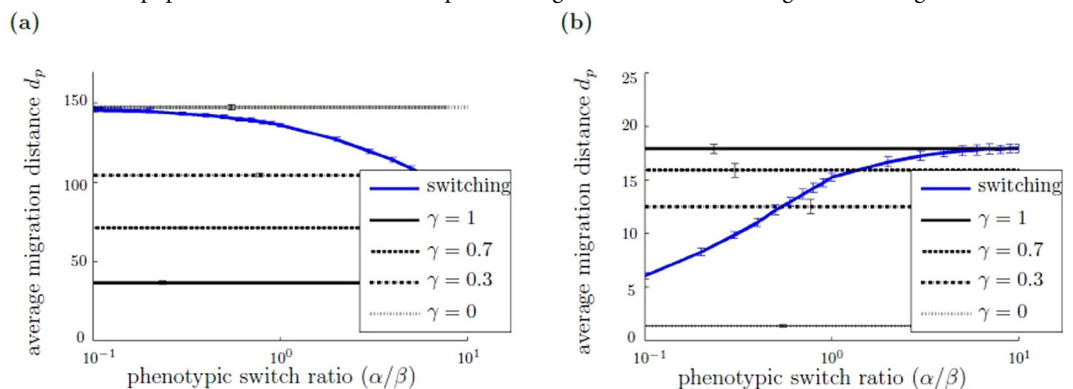 (a)
average migration distance d_p
150
100
50
0
10^{-1}
10^0
10^1
phenotypic switch ratio (α/β)
switching
γ = 1
γ = 0.7
γ = 0.3
γ = 0
(b)
average migration distance d_p
25
20
15
10
5
0
10^{-1}
10^0
10^1
phenotypic switch ratio (α/β)
switching
γ = 1
γ = 0.7
γ = 0.3
γ = 0